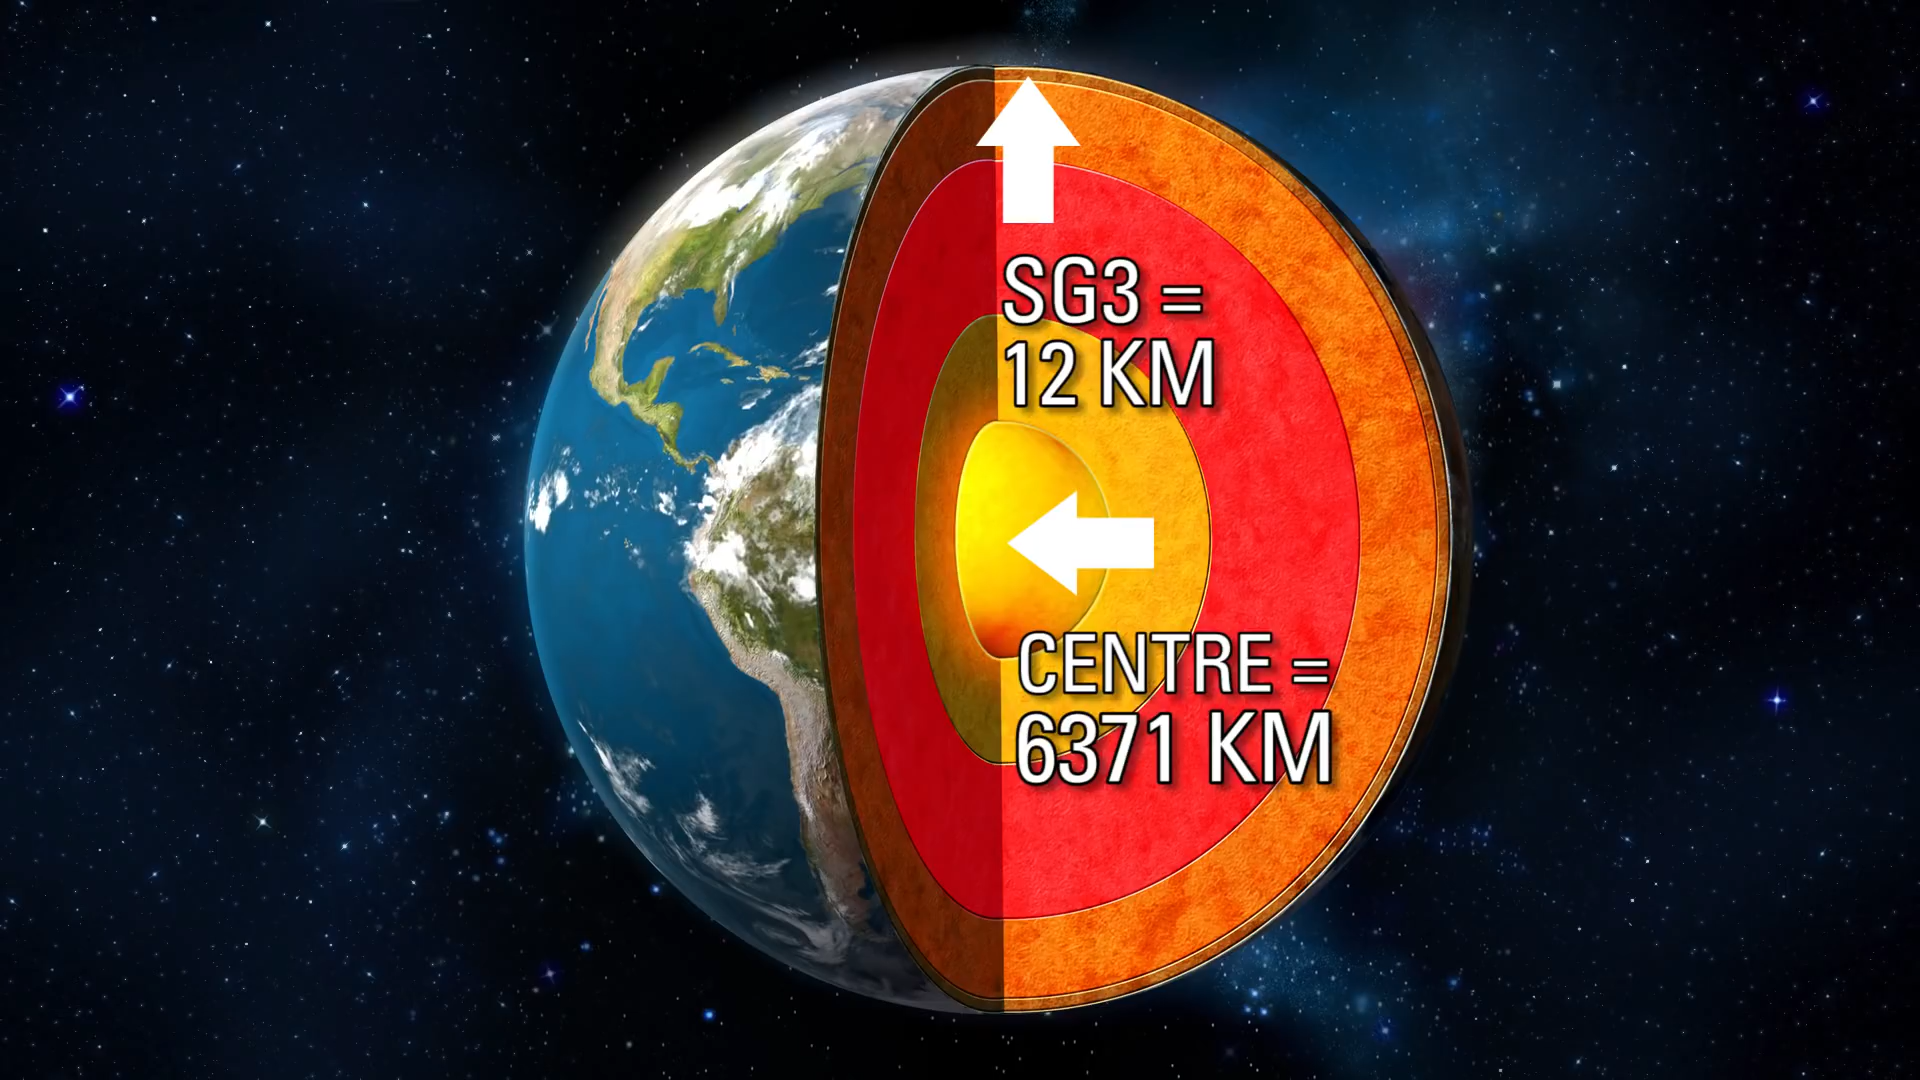 SG3 =
12 KM
CENTRE =
6371 KM